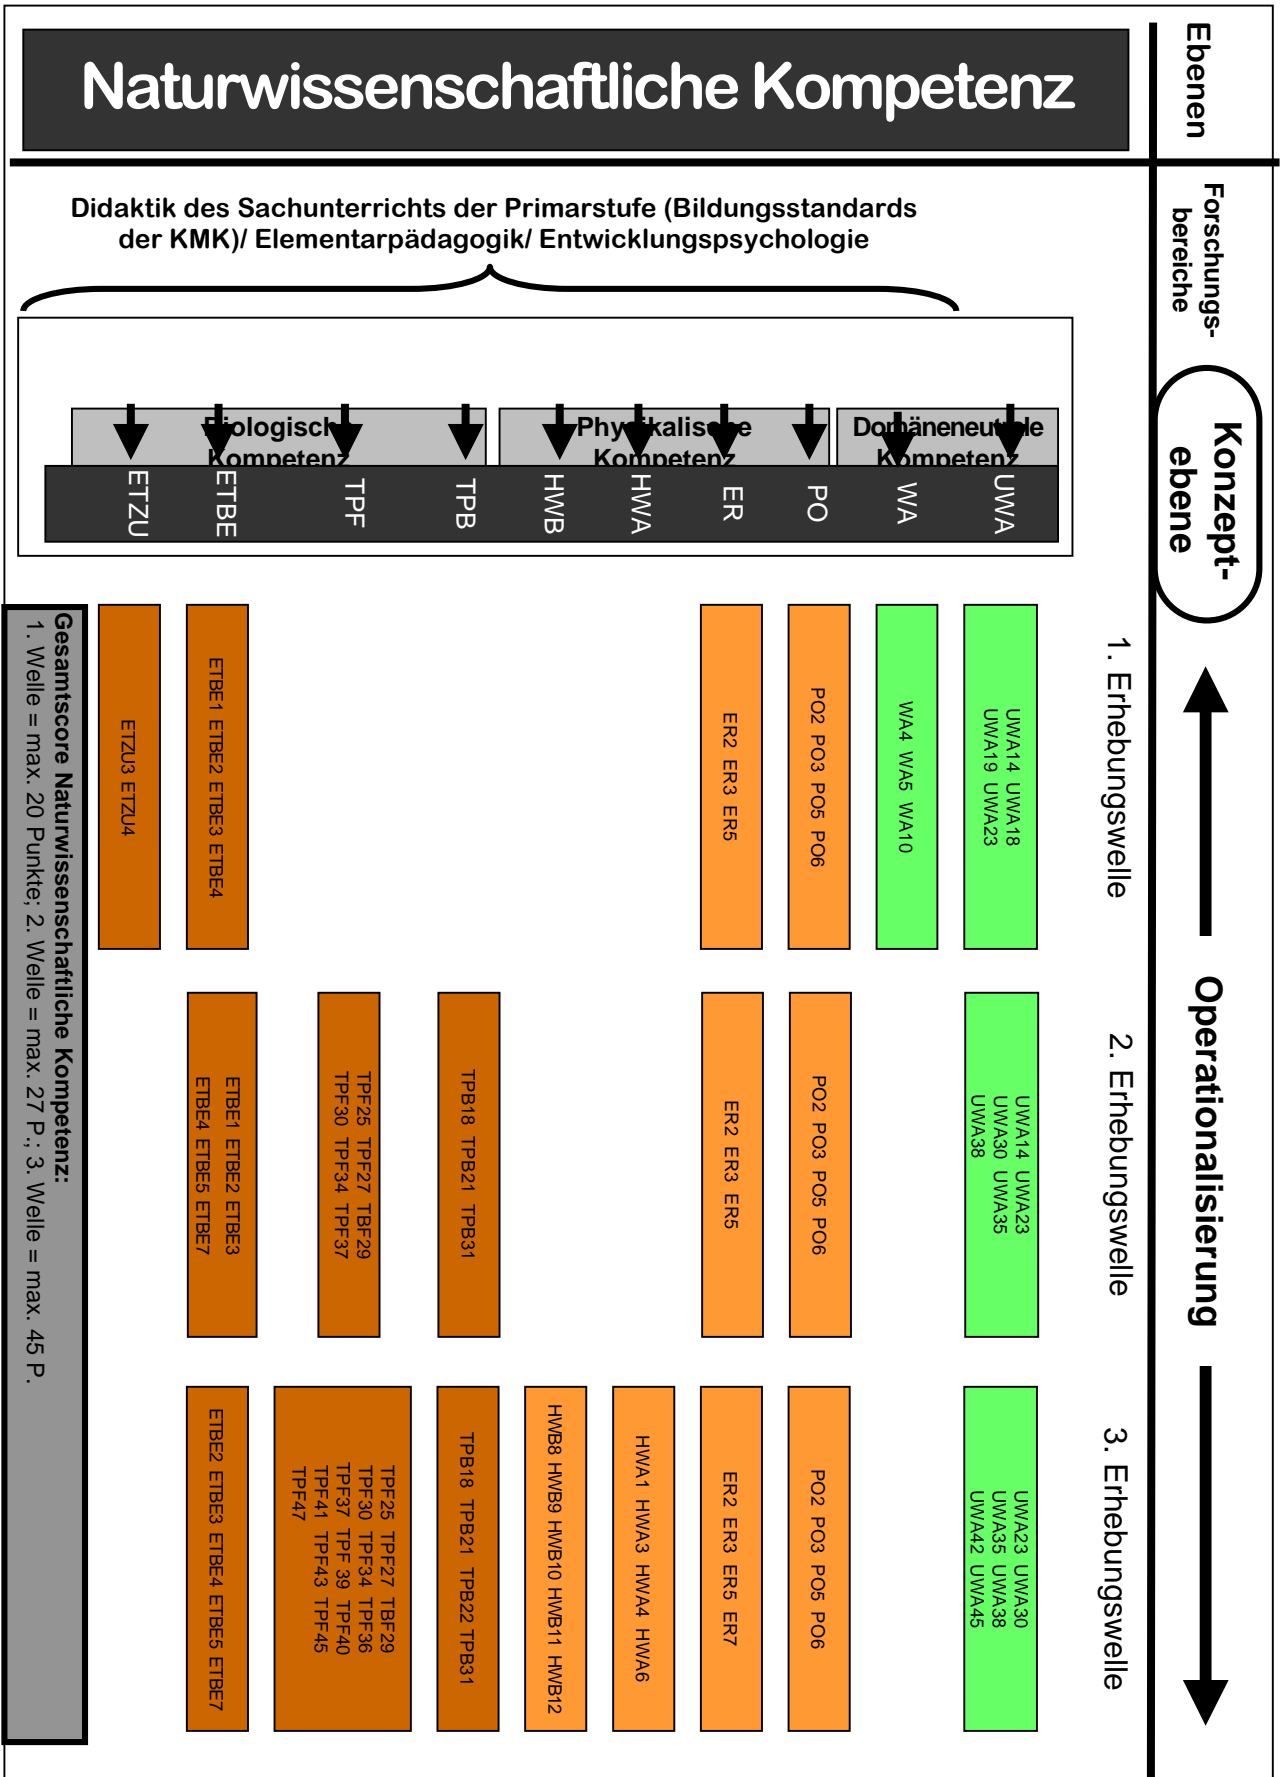 Ebenen
Naturwissenschaftliche Kompetenz
Forschungs-
bereiche
Didaktik des Sachunterrichts der Primarstufe (Bildungsstandards
der KMK)/ Elementarpädagogik/ Entwicklungspsychologie
Konzept-
ebene
Biologische
Kompetenz
Physikalische
Kompetenz
Domäneneutrale
Kompetenz
ETZU
ETBE
TPF
TPB
HWB
HWA
ER
PO
WA
UWA
Operationalisierung
1. Erhebungswelle
UWA14 UWA18
UWA19 UWA23
WA4 WA5 WA10
PO2 PO3 PO5 PO6
ER2 ER3 ER5
ETBE1 ETBE2 ETBE3 ETBE4
ETZU3 ETZU4
2. Erhebungswelle
UWA14 UWA23
UWA30 UWA35
UWA38
PO2 PO3 PO5 PO6
ER2 ER3 ER5
TPB18 TPB21 TPB31
TPF25 TPF27 TBF29
TPF30 TPF34 TPF37
ETBE1 ETBE2 ETBE3
ETBE4 ETBE5 ETBE7
3. Erhebungswelle
UWA23 UWA30
UWA35 UWA38
UWA42 UWA45
PO2 PO3 PO5 PO6
ER2 ER3 ER5 ER7
HWA1 HWA3 HWA4 HWA6
HWB8 HWB9 HWB10 HWB11 HWB12
TPB18 TPB21 TPB22 TPB31
TPF25 TPF27 TBF29
TPF30 TPF34 TPF36
TPF37 TPF 39 TPF40
TPF41 TPF43 TPF45
TPF47
ETBE2 ETBE3 ETBE4 ETBE5 ETBE7
Gesamtscore Naturwissenschaftliche Kompetenz:
1. Welle = max. 20 Punkte; 2. Welle = max. 27 P.; 3. Welle = max. 45 P.